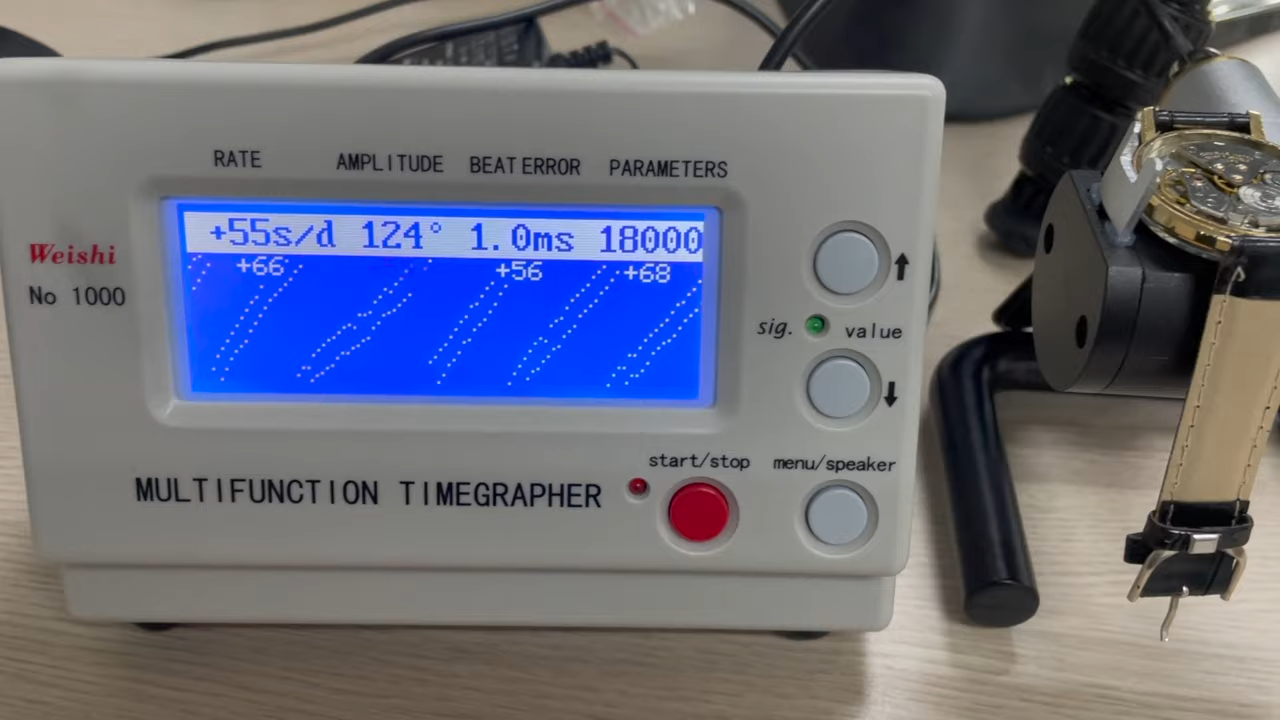 RATE AMPLITUDE BEAT ERROR PARAMETERS
+55s/d 124° 1.0ms 18000
+66 +56 +68
Weishi
No 1000
sig. value
start/stop menu/speaker
MULTIFUNCTION TIMEGRAPHER